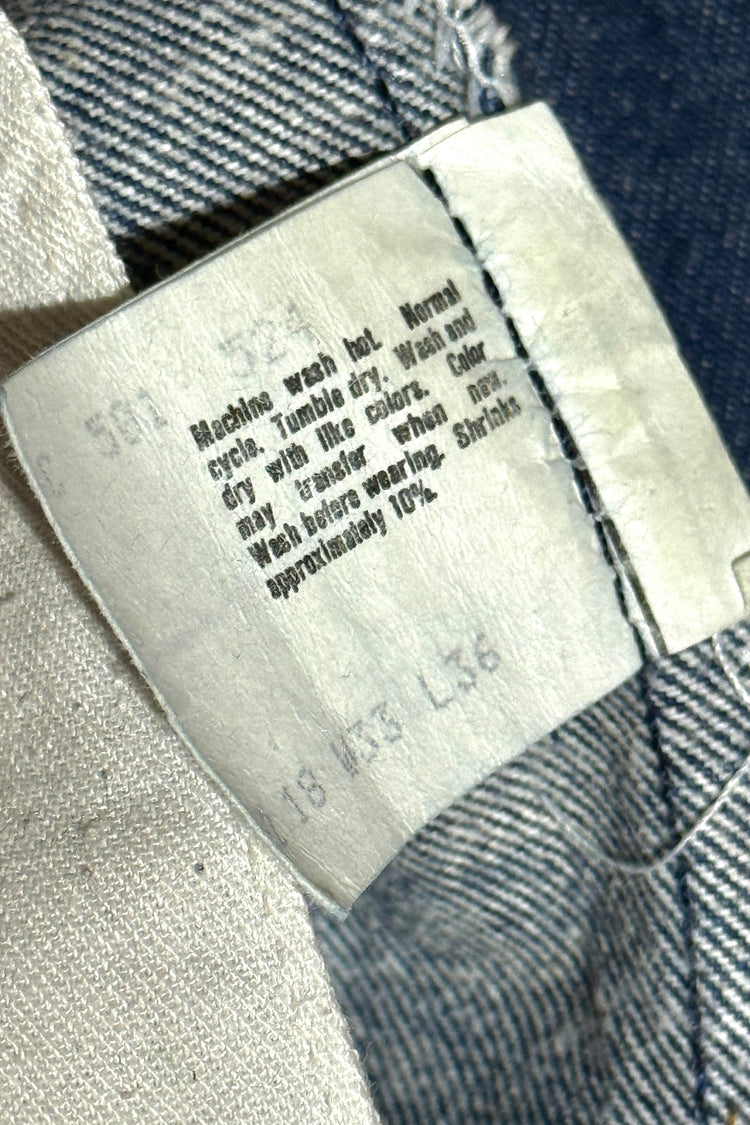 501 524
Machine wash hot. Normal
cycle. Tumble dry. Wash and
dry with like colors. Color
may transfer when new.
Wash before wearing. Shrinks
approximately 10%.
18 W33 L36